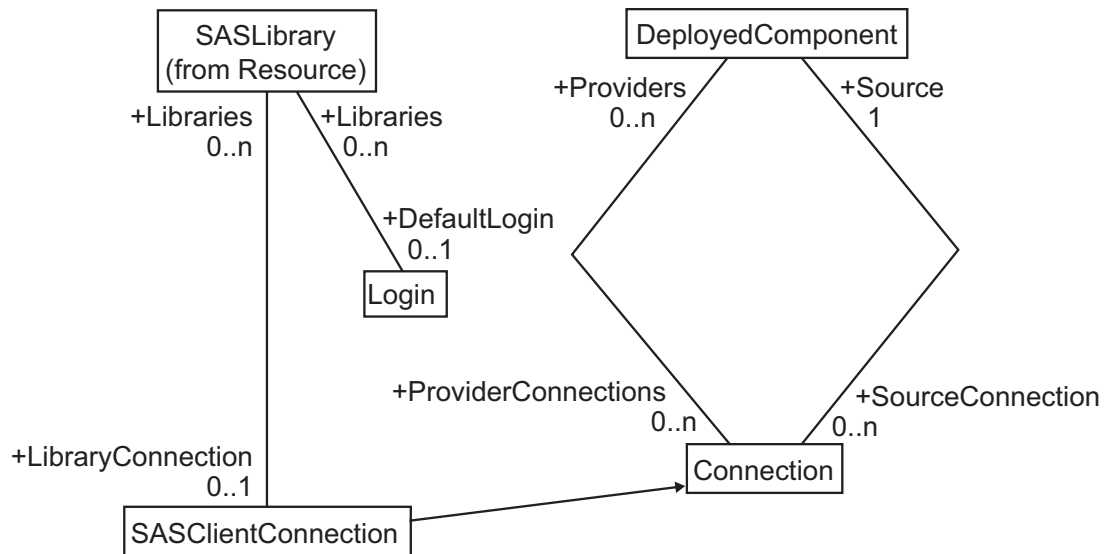 SASLibrary
(from Resource)
DeployedComponent
+Libraries
0..n
+Libraries
0..n
+Providers
0..n
+Source
1
+DefaultLogin
0..1
Login
+ProviderConnections
0..n
+SourceConnection
0..n
+LibraryConnection
0..1
Connection
SASClientConnection